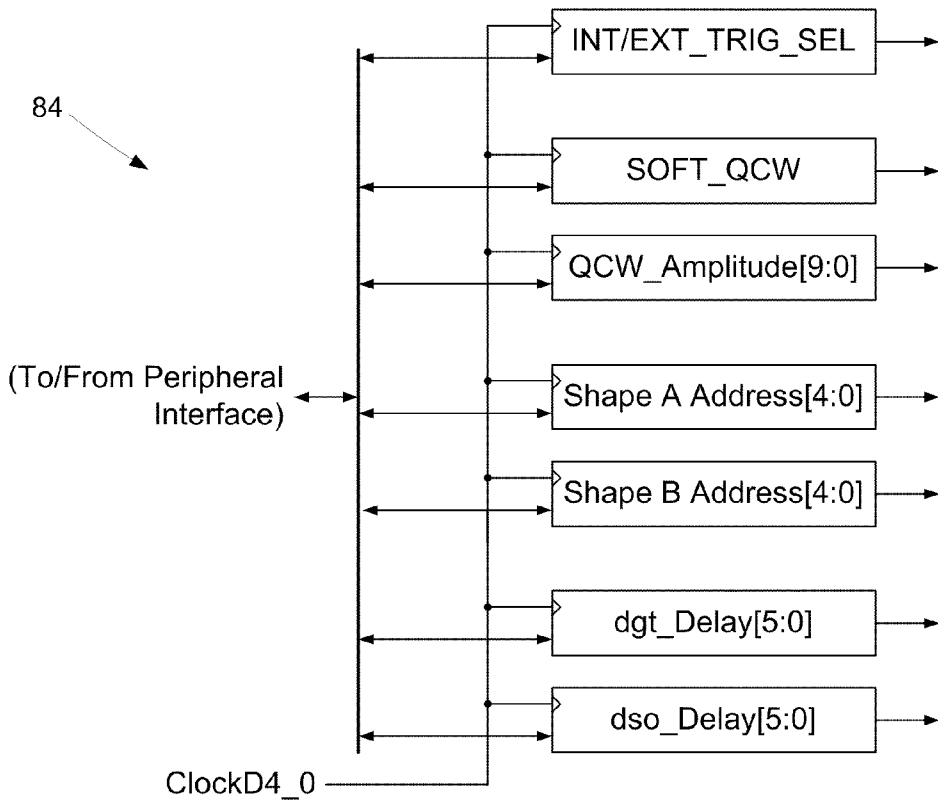 INT/EXT_TRIG_SEL
84
SOFT_QCW
QCW_Amplitude[9:0]
(To/From Peripheral
Interface)
Shape A Address[4:0]
Shape B Address[4:0]
dgt_Delay[5:0]
dso_Delay[5:0]
ClockD4_0